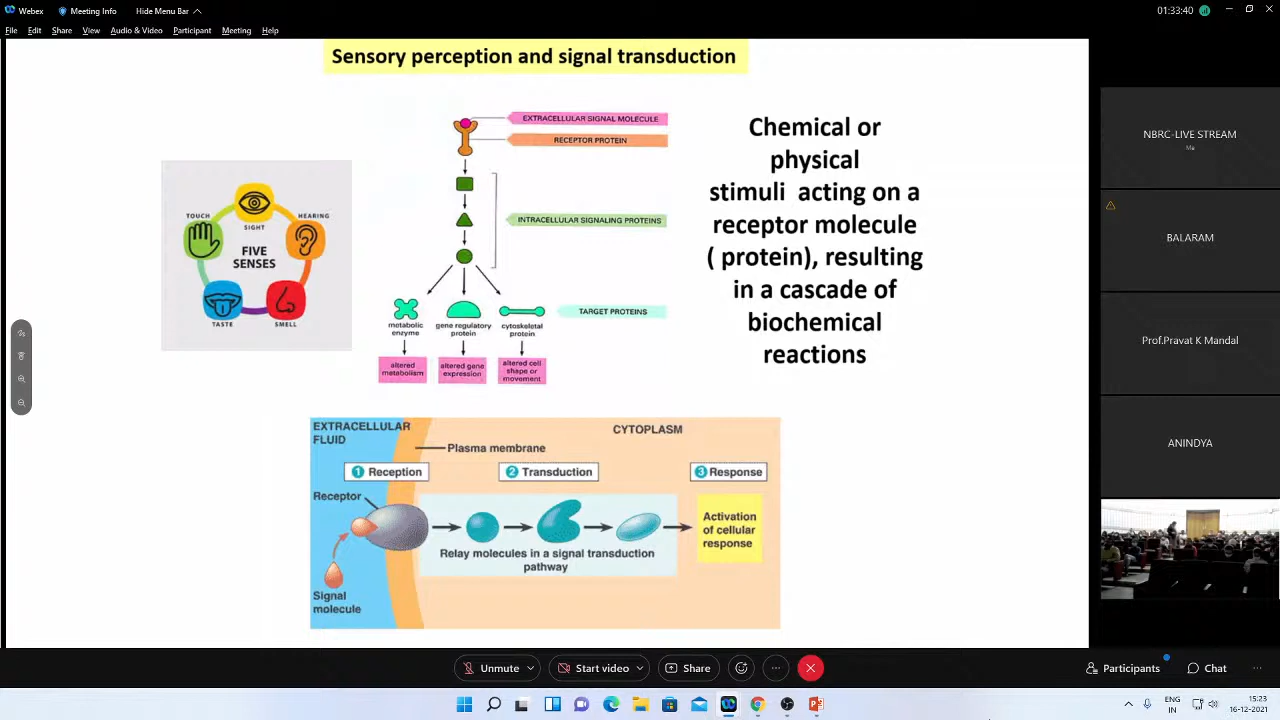 Webex
Meeting Info
Hide Menu Bar
01:33:40
File Edit Share View Audio & Video Participant Meeting Help
Sensory perception and signal transduction
EXTRACELLULAR SIGNAL MOLECULE
RECEPTOR PROTEIN
INTRACELLULAR SIGNALING PROTEINS
TARGET PROTEINS
metabolic
enzyme
gene regulatory
protein
cytoskeletal
protein
altered
metabolism
altered gene
expression
altered cell
shape or
movement
TOUCH
SIGHT
HEARING
FIVE
SENSES
TASTE
SMELL
Chemical or
physical
stimuli acting on a
receptor molecule
( protein), resulting
in a cascade of
biochemical
reactions
EXTRACELLULAR
FLUID
CYTOPLASM
Plasma membrane
1 Reception
2 Transduction
3 Response
Receptor
Activation
of cellular
response
Relay molecules in a signal transduction
pathway
Signal
molecule
NBRC-LIVE STREAM
Me
BALARAM
Prof.Pravat K Mandal
ANINDYA
Unmute
Start video
Share
Participants
Chat
ENG
IN
15:23
16-12-2021